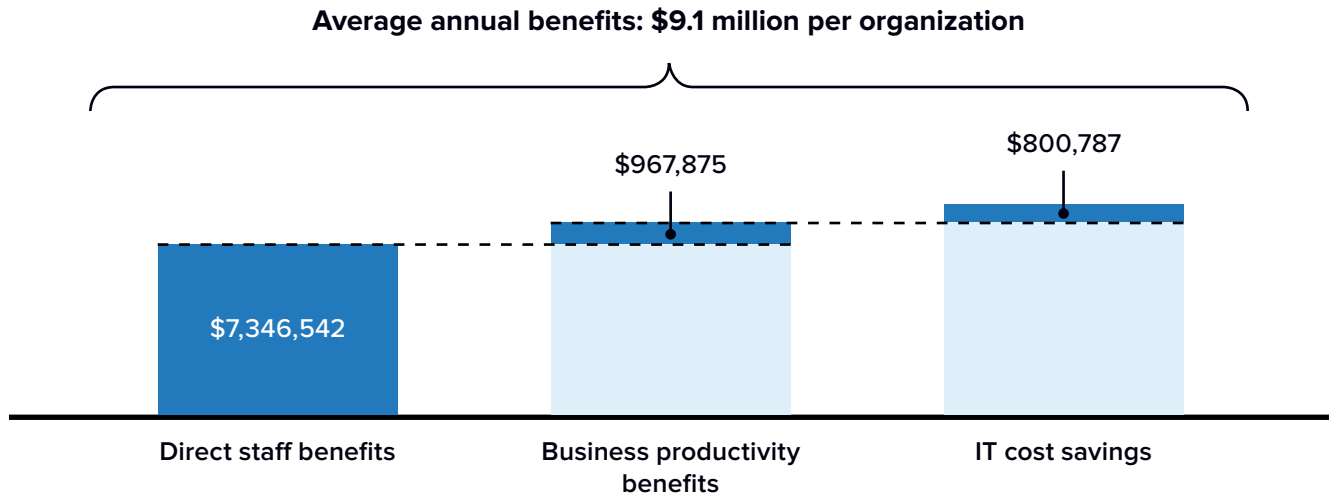 Average annual benefits: $9.1 million per organization
$800,787
$967,875
$7,346,542
Direct staff benefits
Business productivity
benefits
IT cost savings